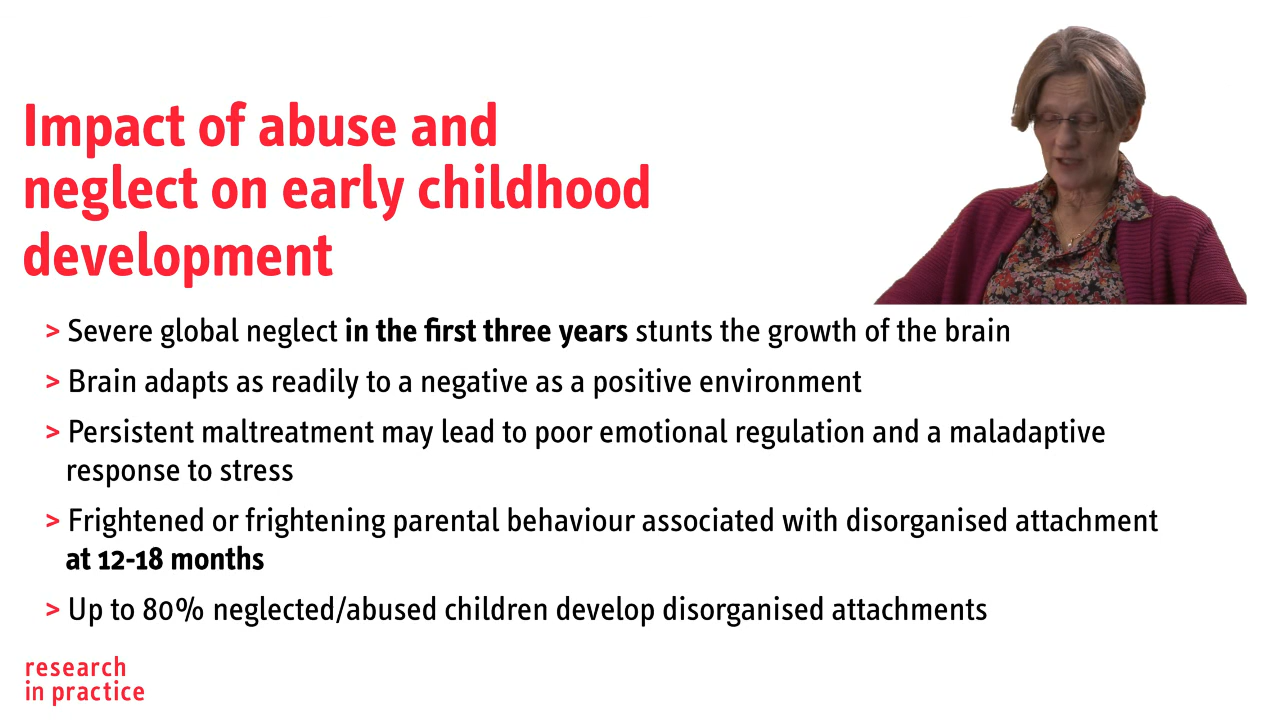 Impact of abuse and
neglect on early childhood
development
> Severe global neglect in the first three years stunts the growth of the brain
> Brain adapts as readily to a negative as a positive environment
> Persistent maltreatment may lead to poor emotional regulation and a maladaptive
response to stress
> Frightened or frightening parental behaviour associated with disorganised attachment
at 12-18 months
> Up to 80% neglected/abused children develop disorganised attachments
research
in practice